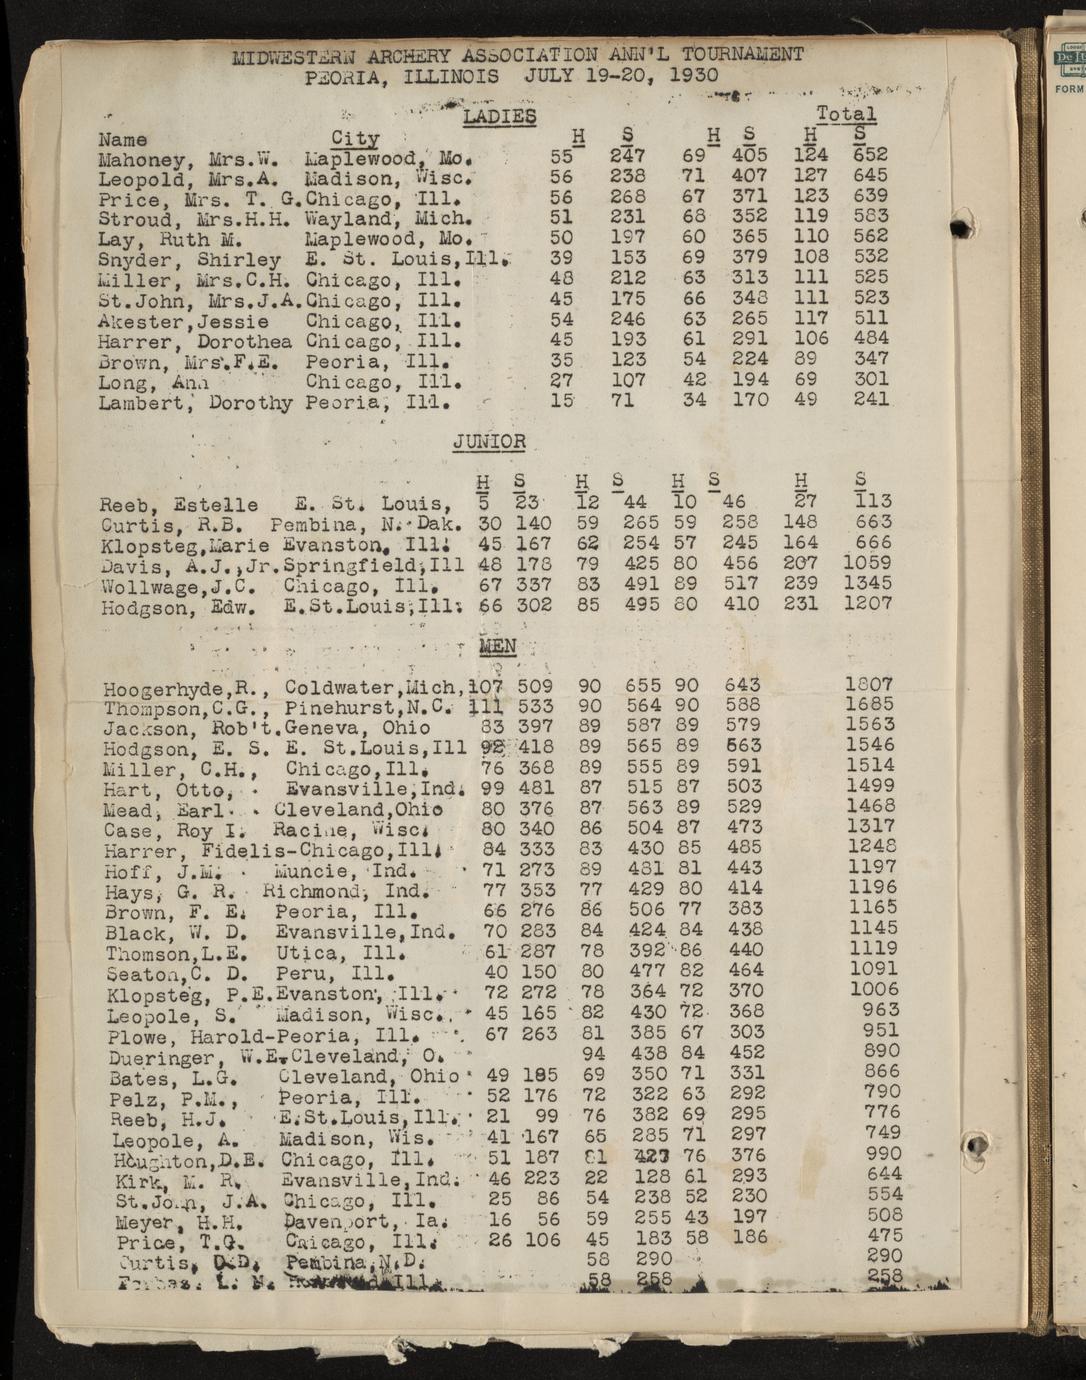 MIDWESTERN ARCHERY ASSOCIATION ANN'L TOURNAMENT
PEORIA, ILLINOIS JULY 19-20, 1930
LADIES Total
Name City H S H S H S
Mahoney, Mrs.W. Maplewood, Mo. 55 247 69 405 124 652
Leopold, Mrs.A. Madison, Wisc. 56 238 71 407 127 645
Price, Mrs. T. G.Chicago, Ill. 56 268 67 371 123 639
Stroud, Mrs.H.H. Wayland, Mich. 51 231 68 352 119 583
Lay, Ruth M. Maplewood, Mo. 50 197 60 365 110 562
Snyder, Shirley E. St. Louis,Ill. 39 153 69 379 108 532
Miller, Mrs.C.H. Chicago, Ill. 48 212 63 313 111 525
St.John, Mrs.J.A.Chicago, Ill. 45 175 66 348 111 523
Akester,Jessie Chicago, Ill. 54 246 63 265 117 511
Harrer, Dorothea Chicago, Ill. 45 193 61 291 106 484
Brown, Mrs.F.E. Peoria, Ill. 35 123 54 224 89 347
Long, Ann Chicago, Ill. 27 107 42 194 69 301
Lambert, Dorothy Peoria, Ill. 15 71 34 170 49 241
JUNIOR
H S H S H S H S
Reeb, Estelle E. St. Louis, 5 23 12 44 10 46 27 113
Curtis, R.B. Pembina, N. Dak. 30 140 59 265 59 258 148 663
Klopsteg,Marie Evanston, Ill. 45 167 62 254 57 245 164 666
Davis, A.J.,Jr.Springfield,Ill 48 178 79 425 80 456 207 1059
Wollwage,J.C. Chicago, Ill. 67 337 83 491 89 517 239 1345
Hodgson, Edw. E.St.Louis,Ill. 66 302 85 495 80 410 231 1207
MEN
Hoogerhyde,R., Coldwater,Mich,107 509 90 655 90 643 1807
Thompson,C.G., Pinehurst,N.C. 111 533 90 564 90 588 1685
Jackson, Rob't.Geneva, Ohio 83 397 89 587 89 579 1563
Hodgson, E. S. E. St.Louis,Ill 92 418 89 565 89 563 1546
Miller, C.H., Chicago,Ill. 76 368 89 555 89 591 1514
Hart, Otto, Evansville,Ind. 99 481 87 515 87 503 1499
Mead, Earl Cleveland,Ohio 80 376 87 563 89 529 1468
Case, Roy I. Racine, Wisc. 80 340 86 504 87 473 1317
Harrer, Fidelis-Chicago,Ill. 84 333 83 430 85 485 1248
Hoff, J.M. Muncie, Ind. 71 273 89 481 81 443 1197
Hays, G. R. Richmond, Ind. 77 353 77 429 80 414 1196
Brown, F. E. Peoria, Ill. 66 276 86 506 77 383 1165
Black, W. D. Evansville,Ind. 70 283 84 424 84 438 1145
Thomson,L.E. Utica, Ill. 61 287 78 392 86 440 1119
Seaton,C. D. Peru, Ill. 40 150 80 477 82 464 1091
Klopsteg, P.E.Evanston, Ill. 72 272 78 364 72 370 1006
Leopole, S. Madison, Wisc. 45 165 82 430 72 368 963
Plowe, Harold-Peoria, Ill. 67 263 81 385 67 303 951
Dueringer, W.E.Cleveland, O. 94 438 84 452 890
Bates, L.G. Cleveland, Ohio 49 185 69 350 71 331 866
Pelz, P.M., Peoria, Ill. 52 176 72 322 63 292 790
Reeb, H.J. E.St.Louis,Ill. 21 99 76 382 69 295 776
Leopole, A. Madison, Wis. 41 167 65 285 71 297 749
Houghton,D.E. Chicago, Ill. 51 187 81 427 76 376 990
Kirk, M. R. Evansville,Ind. 46 223 22 128 61 293 644
St.John, J.A. Chicago, Ill. 25 86 54 238 52 230 554
Meyer, H.H. Davenport, Ia. 16 56 59 255 43 197 508
Price, T.G. Chicago, Ill. 26 106 45 183 58 186 475
Curtis, D.D. Pembina,N.D. 58 290 290
L. N. Ill. 58 258 258
FORM